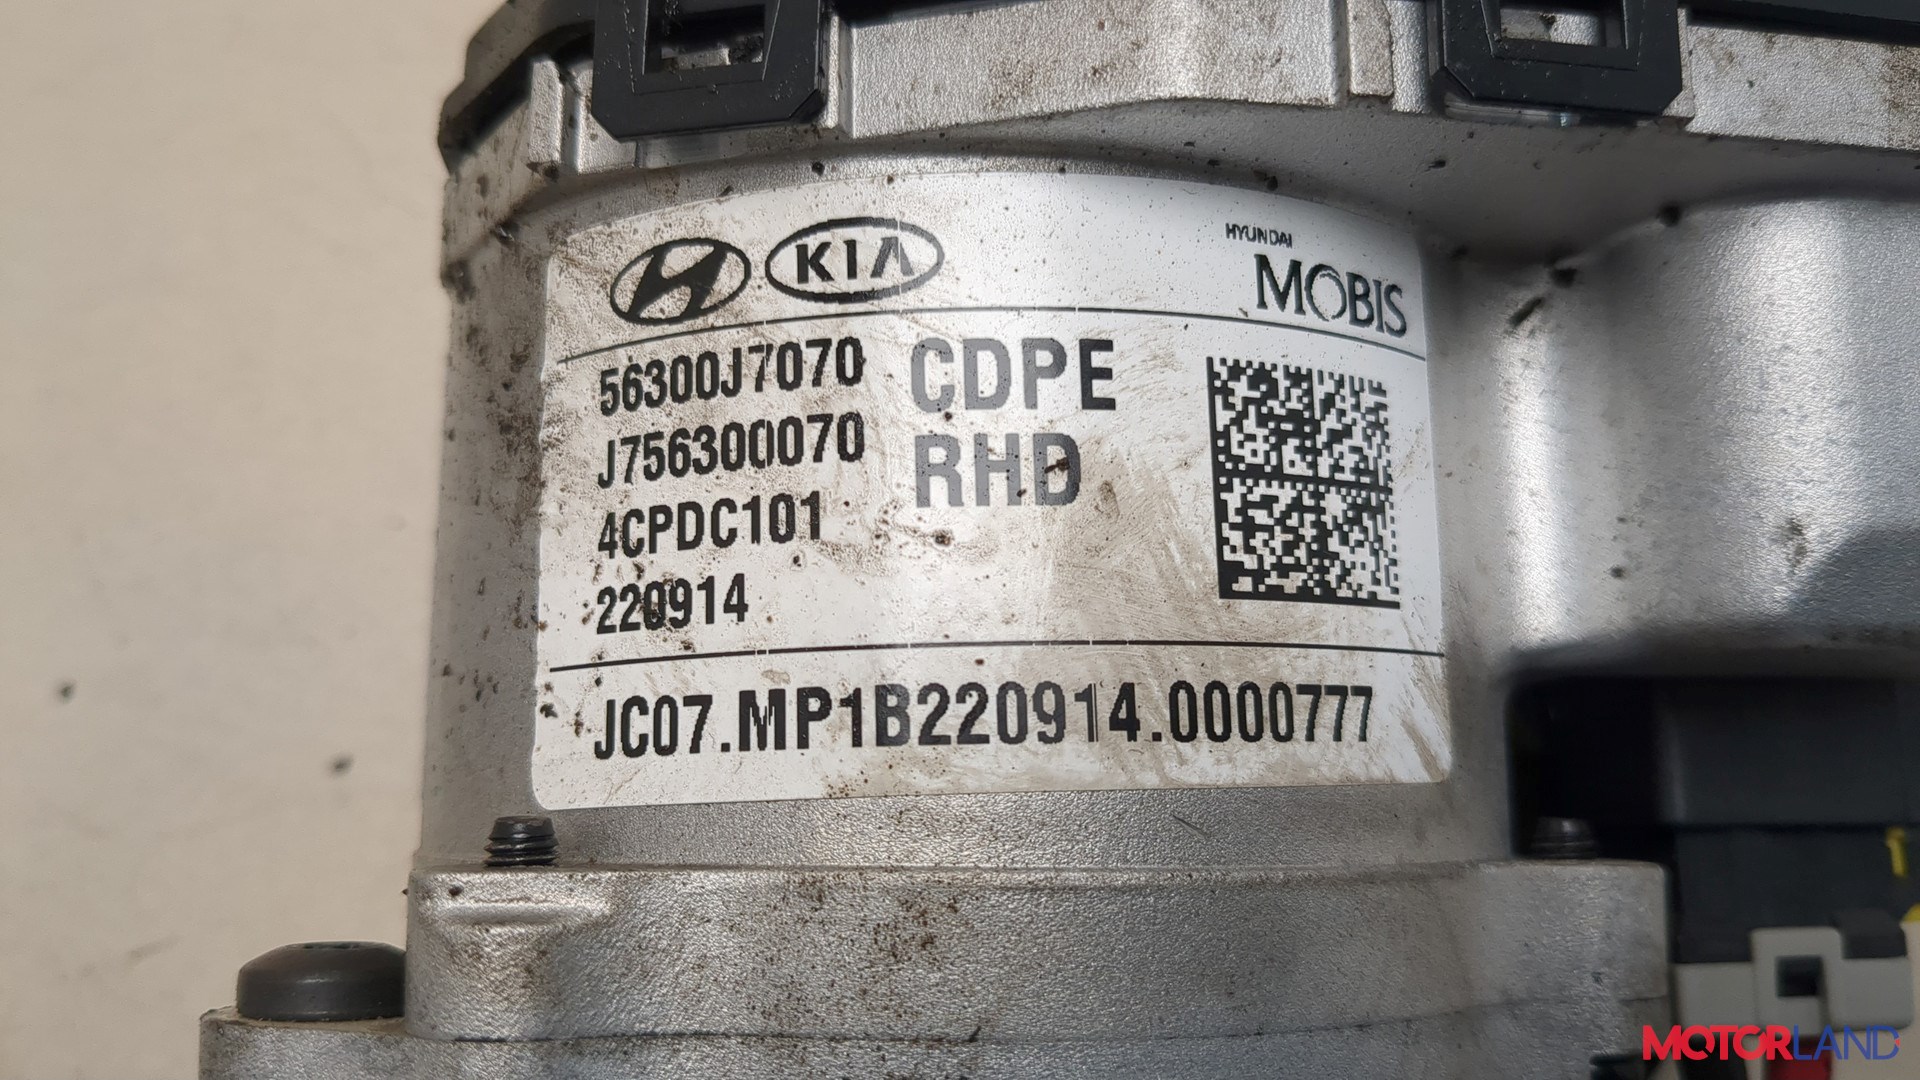 KIA
HYUNDAI
MOBIS
56300J7070
CDPE
J756300070
RHD
4CPDC101
220914
JC07.MP1B220914.0000777
MOTORLAND